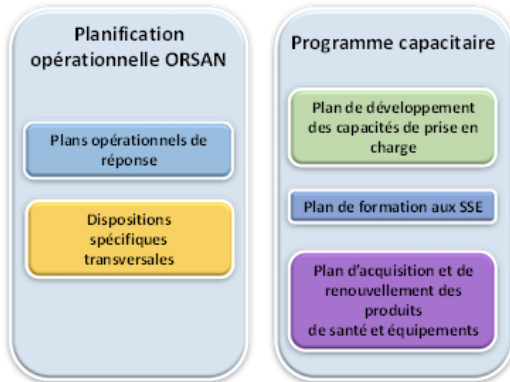 Planification
opérationnelle ORSAN
Plans opérationnels de
réponse
Dispositions
spécifiques
transversales
Programme capacitaire
Plan de développement
des capacités de prise en
charge
Plan de formation aux SSE
Plan d'acquisition et de
renouvellement des
produits
de santé et équipements